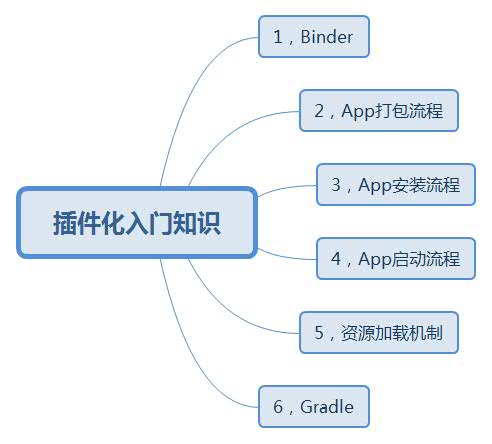 1，Binder
2，App打包流程
3，App安装流程
插件化入门知识
4，App启动流程
5，资源加载机制
6，Gradle